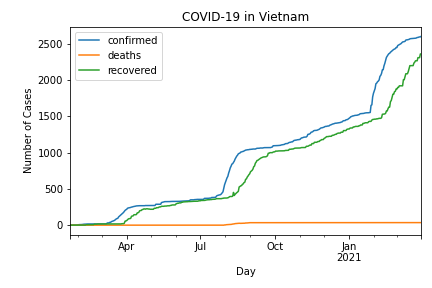 COVID-19 in Vietnam
confirmed
deaths
recovered
Number of Cases
2500
2000
1500
1000
500
0
Apr Jul Oct Jan
2021
Day